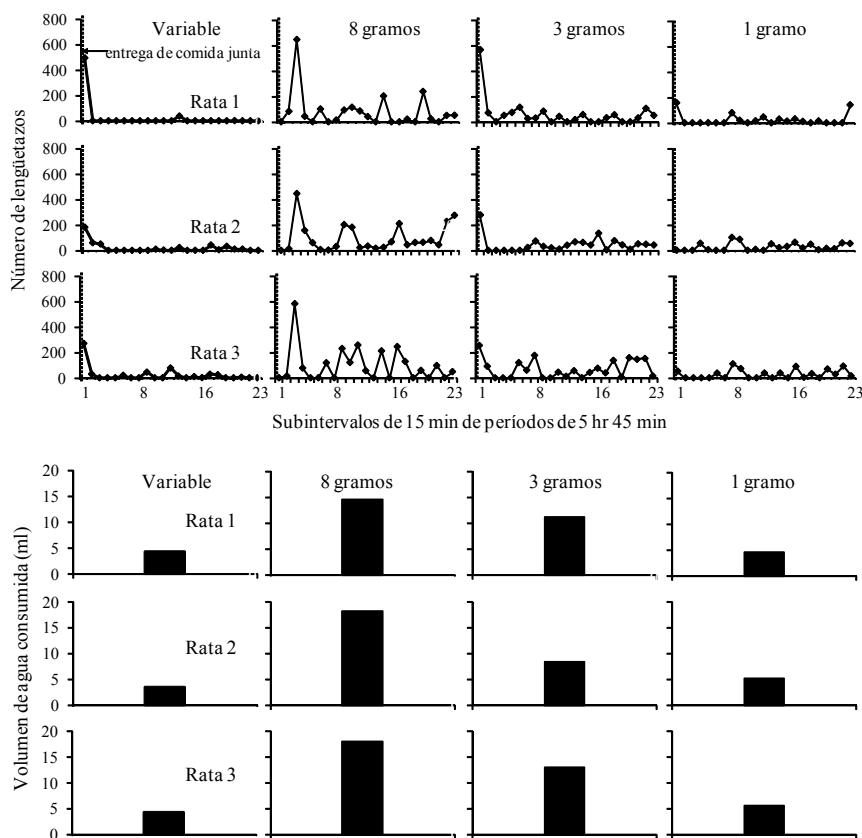 Variable 8 gramos 3 gramos 1 gramo
entrega de comida junta
Número de lengüetazos
800
600
400
200
0
Rata 1
800
600
400
200
0
Rata 2
800
600
400
200
0
Rata 3
1 8 16 23 1 8 16 23 1 8 16 23 1 8 16 23
Subintervalos de 15 min de períodos de 5 hr 45 min
Volumen de agua consumida (ml)
Variable 8 gramos 3 gramos 1 gramo
20
15
10
5
0
Rata 1
20
15
10
5
0
Rata 2
20
15
10
5
0
Rata 3